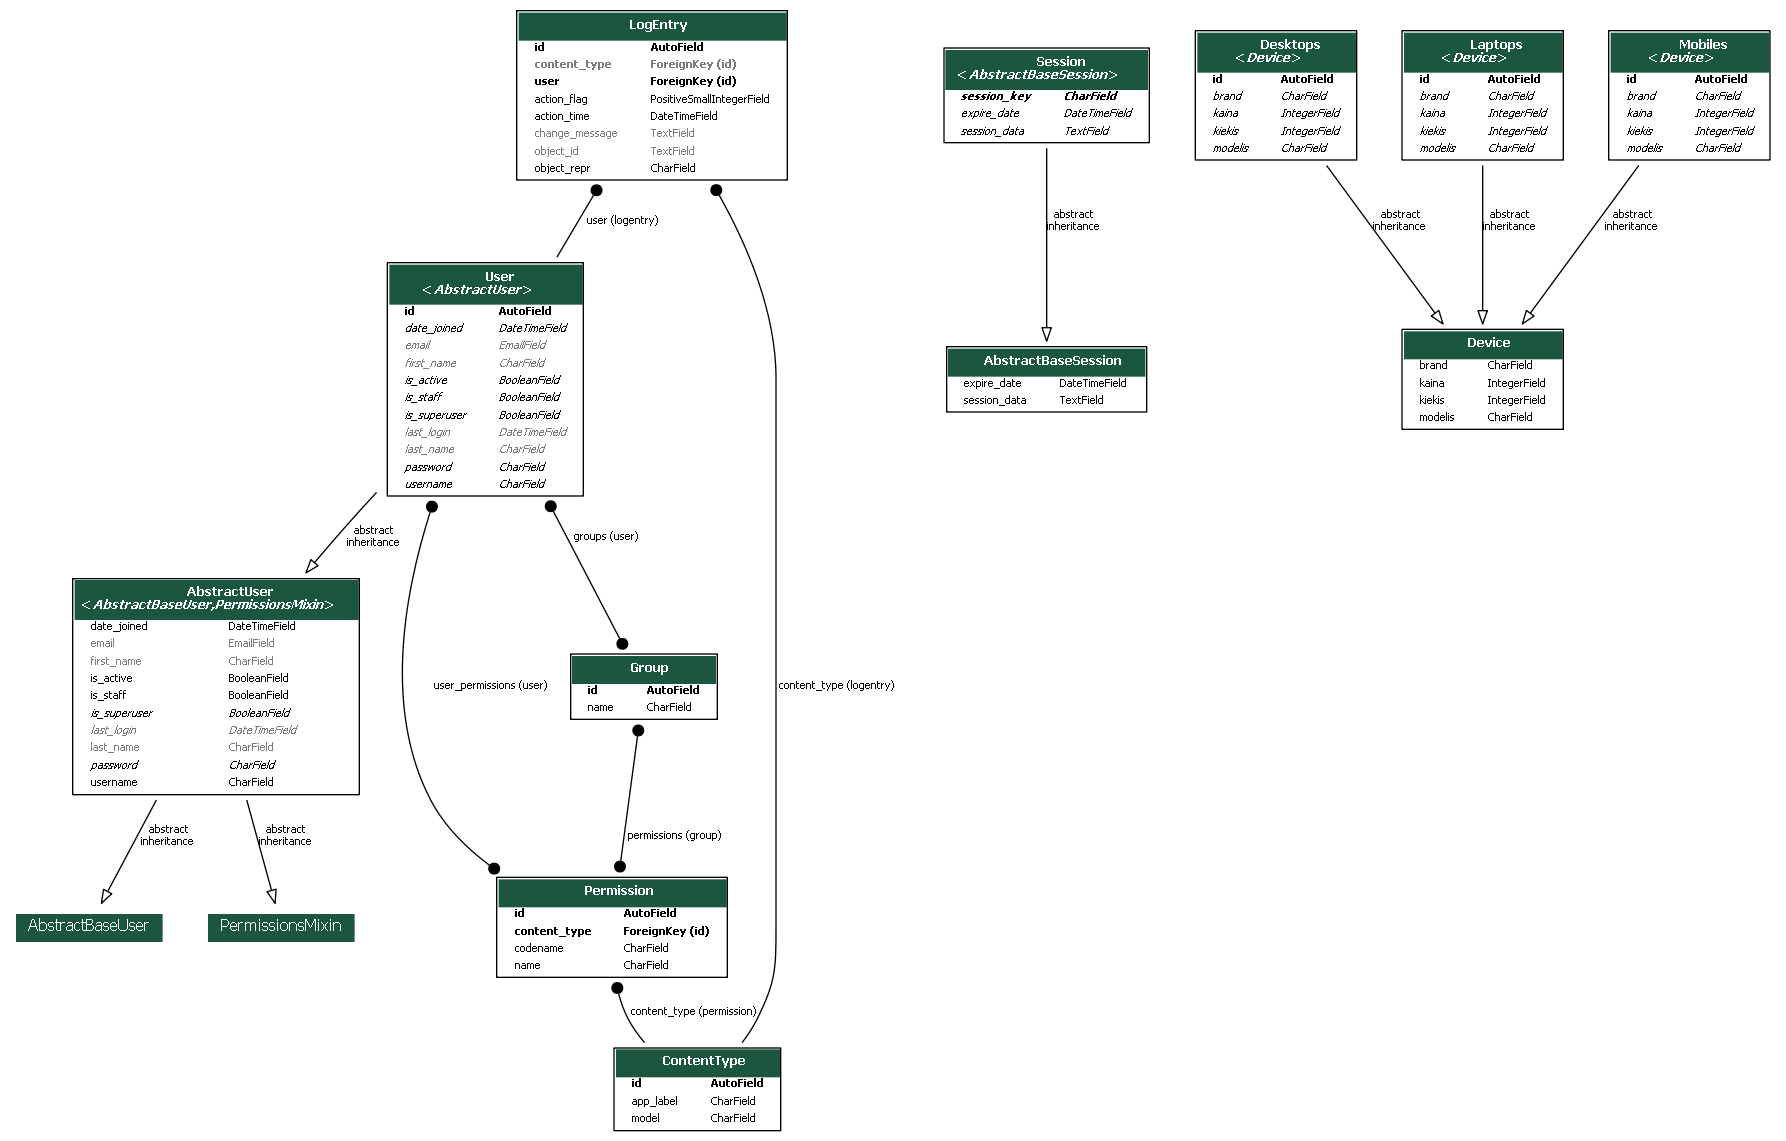 LogEntry
id AutoField
content_type ForeignKey (id)
user ForeignKey (id)
action_flag PositiveSmallIntegerField
action_time DateTimeField
change_message TextField
object_id TextField
object_repr CharField
user (logentry)
User
<AbstractUser>
id AutoField
date_joined DateTimeField
email EmailField
first_name CharField
is_active BooleanField
is_staff BooleanField
is_superuser BooleanField
last_login DateTimeField
last_name CharField
password CharField
username CharField
abstract
inheritance
groups (user)
AbstractUser
<AbstractBaseUser,PermissionsMixin>
date_joined DateTimeField
email EmailField
first_name CharField
is_active BooleanField
is_staff BooleanField
is_superuser BooleanField
last_login DateTimeField
last_name CharField
password CharField
username CharField
user_permissions (user)
content_type (logentry)
Group
id AutoField
name CharField
abstract
inheritance
abstract
inheritance
permissions (group)
AbstractBaseUser
PermissionsMixin
Permission
id AutoField
content_type ForeignKey (id)
codename CharField
name CharField
content_type (permission)
ContentType
id AutoField
app_label CharField
model CharField
Session
<AbstractBaseSession>
session_key CharField
expire_date DateTimeField
session_data TextField
abstract
inheritance
AbstractBaseSession
expire_date DateTimeField
session_data TextField
Desktops
<Device>
id AutoField
brand CharField
kaina IntegerField
kiekis IntegerField
modelis CharField
Laptops
<Device>
id AutoField
brand CharField
kaina IntegerField
kiekis IntegerField
modelis CharField
Mobiles
<Device>
id AutoField
brand CharField
kaina IntegerField
kiekis IntegerField
modelis CharField
abstract
inheritance
abstract
inheritance
abstract
inheritance
Device
brand CharField
kaina IntegerField
kiekis IntegerField
modelis CharField